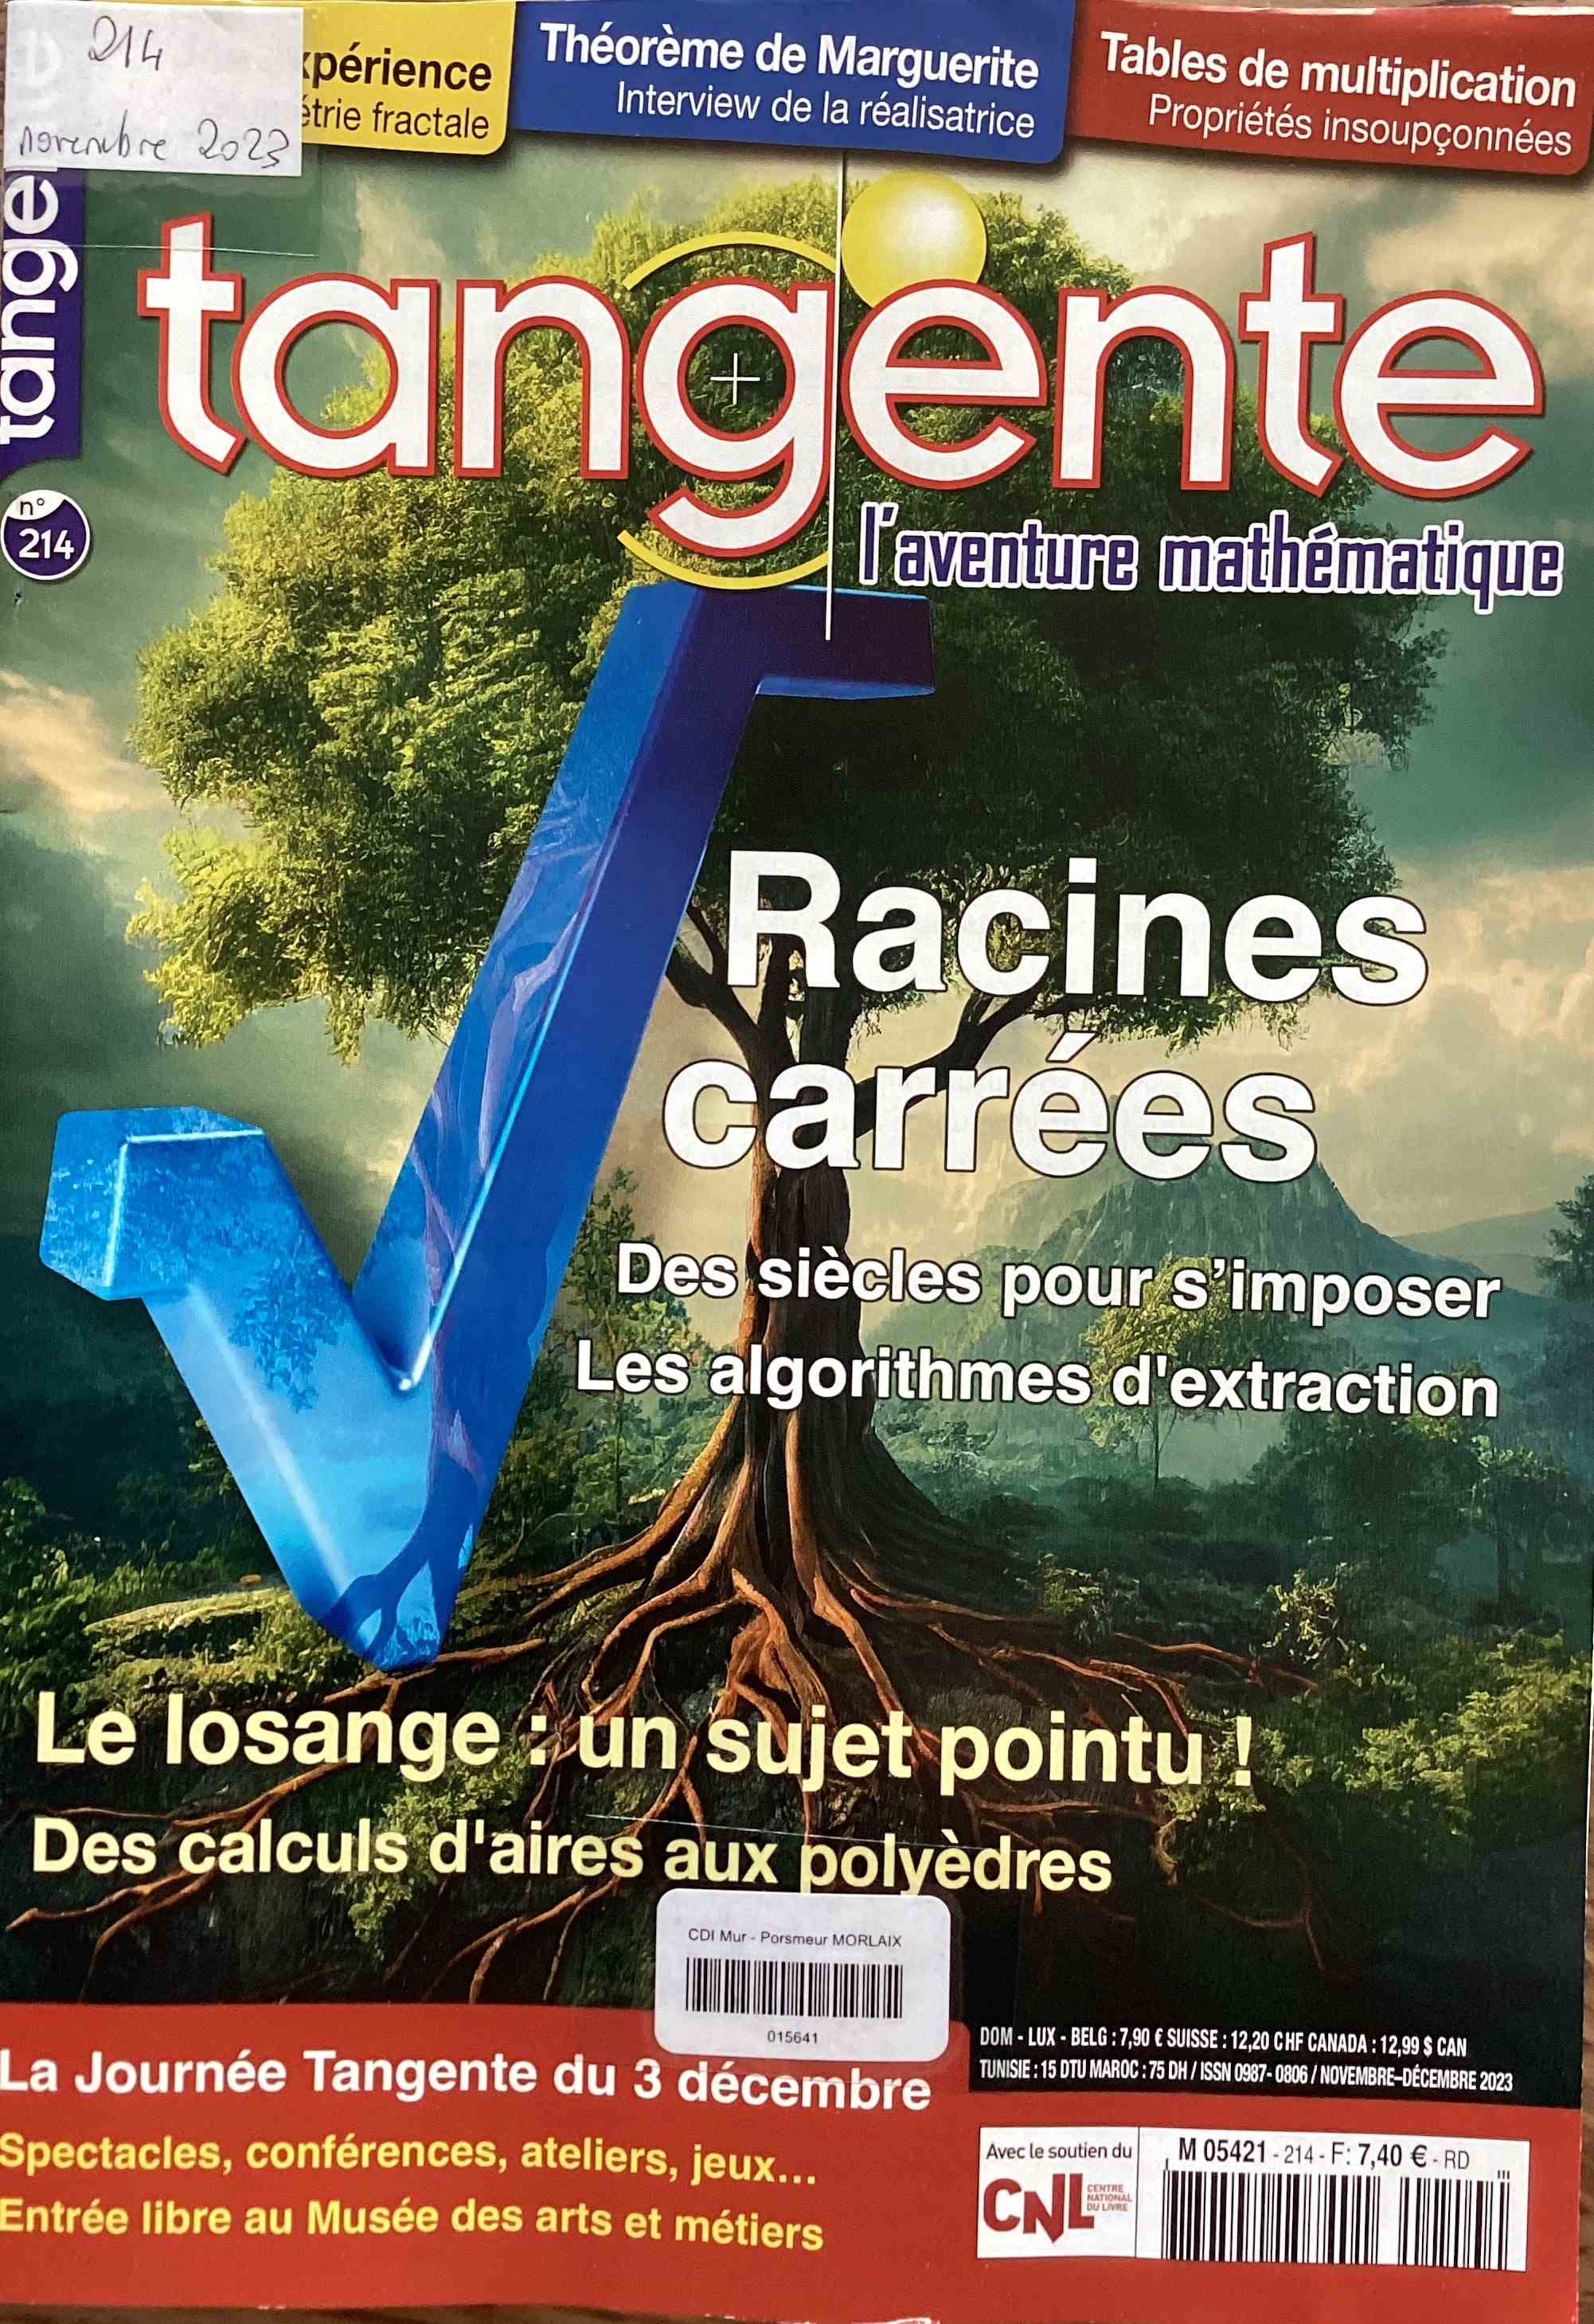 214
novembre 2023
périence
étrie fractale
Théorème de Marguerite
Interview de la réalisatrice
Tables de multiplication
Propriétés insoupçonnées
tange
tangente
l'aventure mathématique
n°
214
Racines
carrées
Des siècles pour s'imposer
Les algorithmes d'extraction
Le losange : un sujet pointu !
Des calculs d'aires aux polyèdres
CDI Mur - Porsmeur MORLAIX
015641
La Journée Tangente du 3 décembre
Spectacles, conférences, ateliers, jeux...
Entrée libre au Musée des arts et métiers
DOM - LUX - BELG : 7,90 € SUISSE : 12,20 CHF CANADA : 12,99 $ CAN
TUNISIE : 15 DTU MAROC : 75 DH / ISSN 0987- 0806 / NOVEMBRE–DÉCEMBRE 2023
Avec le soutien du
CNL
CENTRE
NATIONAL
DU LIVRE
M 05421 - 214 - F: 7,40 € - RD